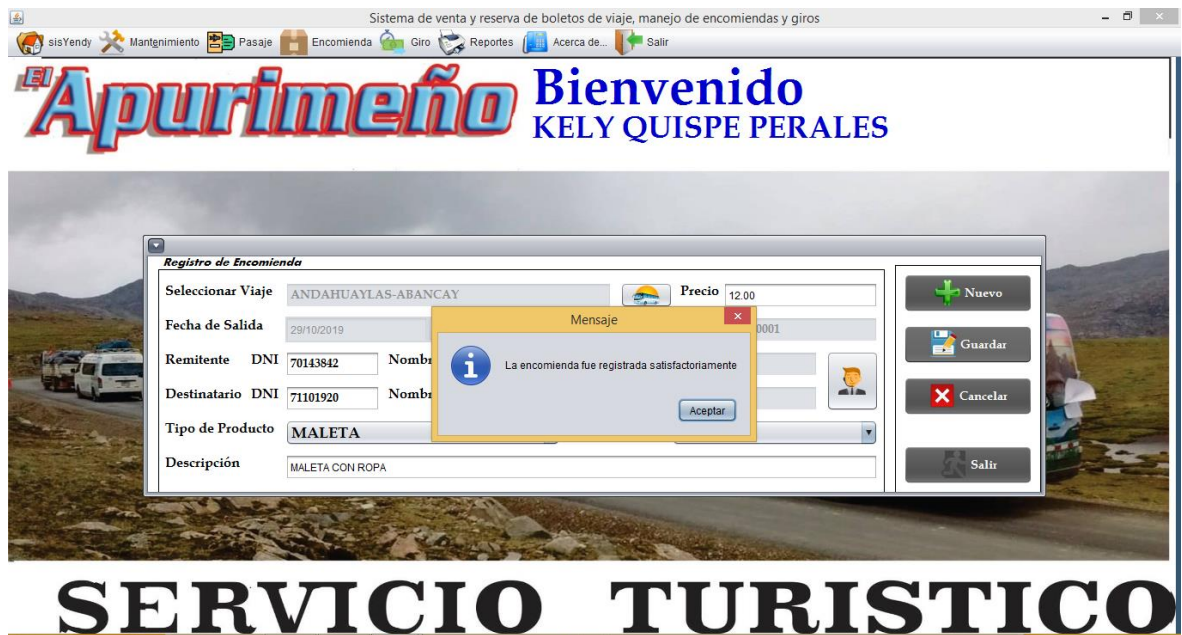 Sistema de venta y reserva de boletos de viaje, manejo de encomiendas y giros
sisYendy Mantenimiento Pasaje Encomienda Giro Reportes Acerca de... Salir
El Apurimeño
Bienvenido
KELY QUISPE PERALES
Registro de Encomienda
Seleccionar Viaje ANDAHUAYLAS-ABANCAY Precio 12.00
Fecha de Salida 29/10/2019 0001
Remitente DNI 70143842
Destinatario DNI 71101920
Tipo de Producto MALETA
Descripción MALETA CON ROPA
Mensaje
La encomienda fue registrada satisfactoriamente
Aceptar
Nuevo
Guardar
Cancelar
Salir
SERVICIO TURISTICO